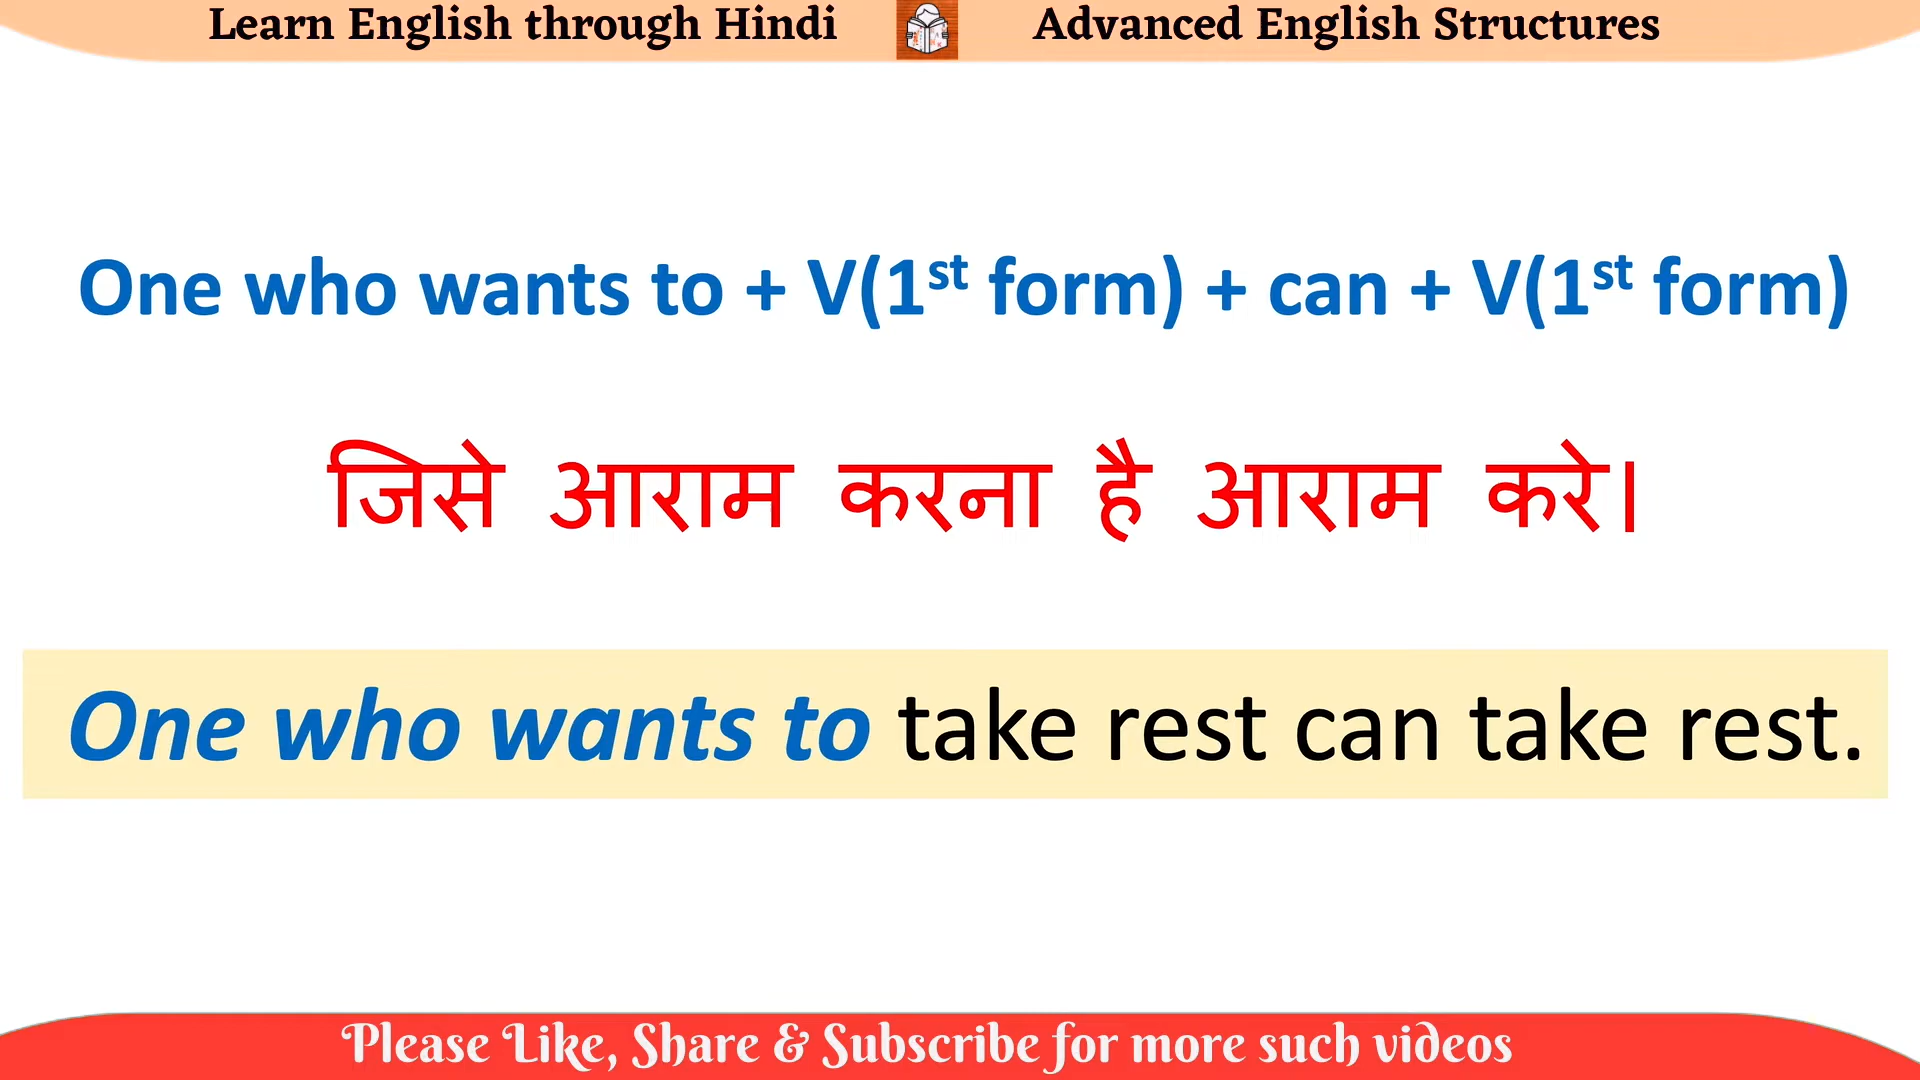 Learn English through Hindi Advanced English Structures
One who wants to + V(1st form) + can + V(1st form)
जिसे आराम करना है आराम करे।
One who wants to take rest can take rest.
Please Like, Share & Subscribe for more such videos